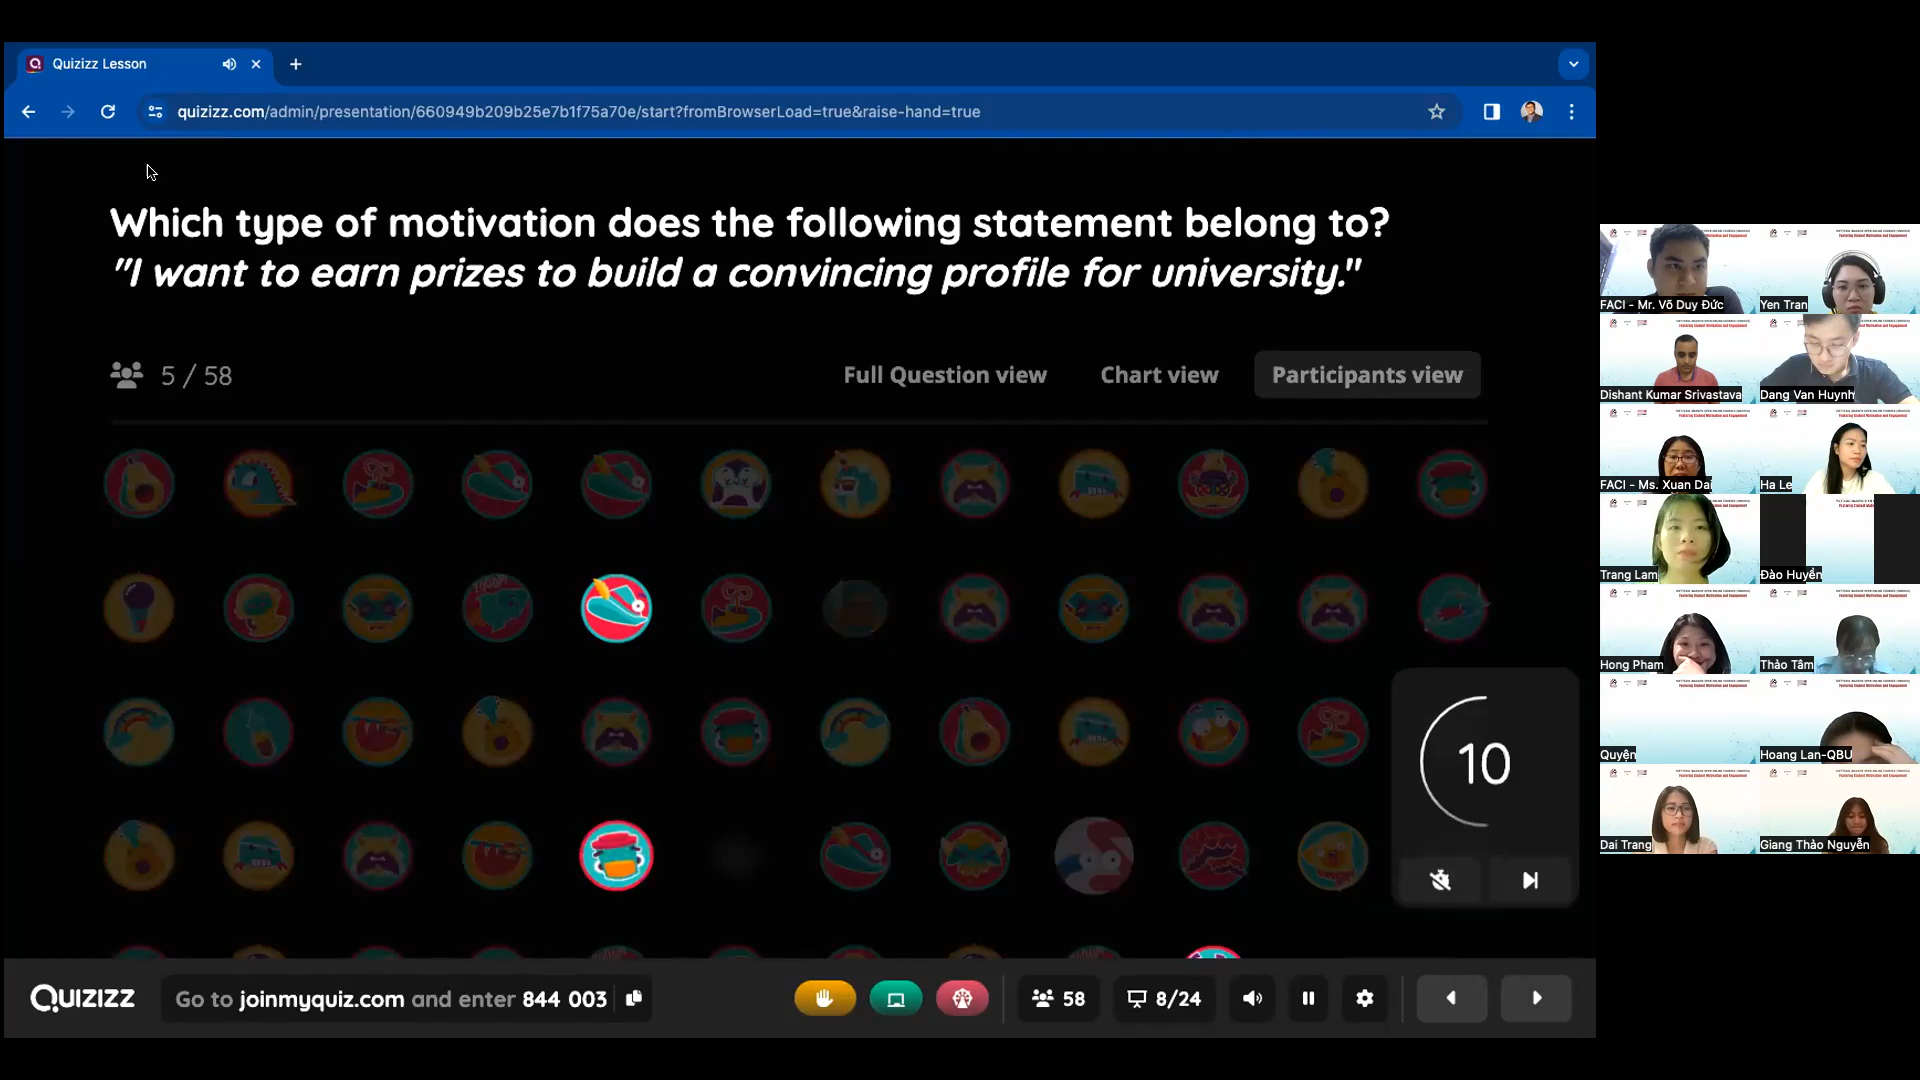 Quizizz Lesson
quizizz.com/admin/presentation/660949b209b25e7b1f75a70e/start?fromBrowserLoad=true&raise-hand=true
Which type of motivation does the following statement belong to?
"I want to earn prizes to build a convincing profile for university."
5 / 58
Full Question view
Chart view
Participants view
10
QUIZIZZ
Go to joinmyquiz.com and enter 844 003
58
8/24
FACI - Mr. Võ Duy Đức
Yen Tran
Dishant Kumar Srivastava
Dang Van Huynh
FACI - Ms. Xuan Dai
Ha Le
Trang Lam
Đào Huyền
Hong Pham
Thảo Tâm
Quyện
Hoang Lan-QBU
Dai Trang
Giang Thảo Nguyễn